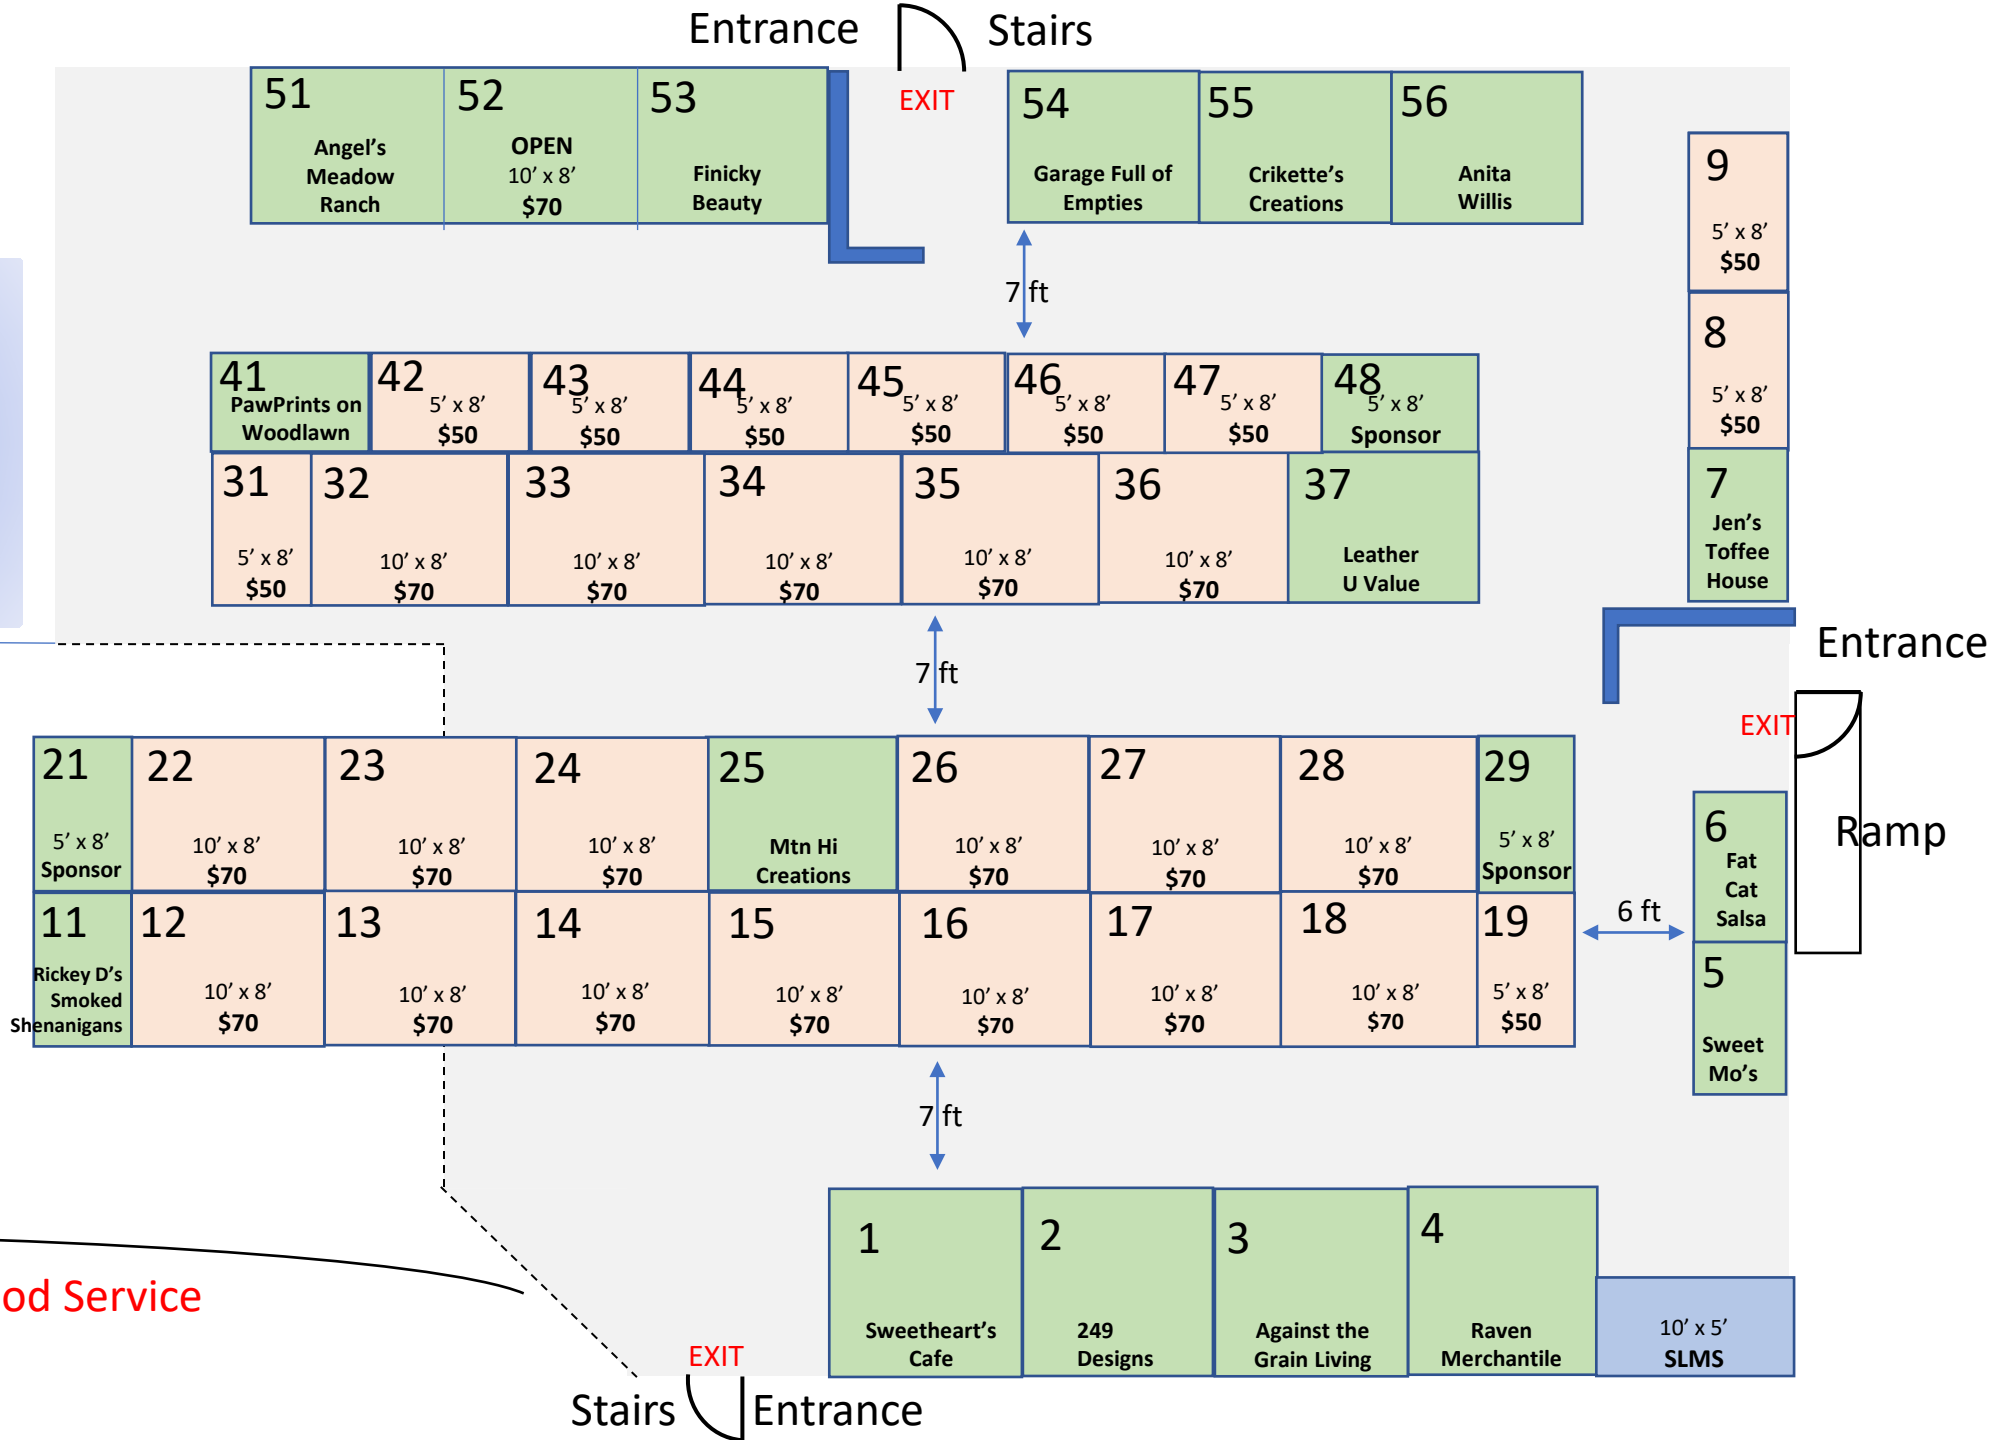 Entrance
Stairs
EXIT
51
Angel’s
Meadow
Ranch
52
OPEN
10’ x 8’
$70
53
Finicky
Beauty
54
Garage Full of
Empties
55
Crikette’s
Creations
56
Anita
Willis
9
5’ x 8’
$50
8
5’ x 8’
$50
7
Jen’s
Toffee
House
7 ft
41
PawPrints on
Woodlawn
42
5’ x 8’
$50
43
5’ x 8’
$50
44
5’ x 8’
$50
45
5’ x 8’
$50
46
5’ x 8’
$50
47
5’ x 8’
$50
48
5’ x 8’
Sponsor
31
5’ x 8’
$50
32
10’ x 8’
$70
33
10’ x 8’
$70
34
10’ x 8’
$70
35
10’ x 8’
$70
36
10’ x 8’
$70
37
Leather
U Value
7 ft
Entrance
EXIT
Ramp
21
5’ x 8’
Sponsor
22
10’ x 8’
$70
23
10’ x 8’
$70
24
10’ x 8’
$70
25
Mtn Hi
Creations
26
10’ x 8’
$70
27
10’ x 8’
$70
28
10’ x 8’
$70
29
5’ x 8’
Sponsor
11
Rickey D’s
Smoked
Shenanigans
12
10’ x 8’
$70
13
10’ x 8’
$70
14
10’ x 8’
$70
15
10’ x 8’
$70
16
10’ x 8’
$70
17
10’ x 8’
$70
18
10’ x 8’
$70
19
5’ x 8’
$50
6 ft
6
Fat
Cat
Salsa
5
Sweet
Mo’s
7 ft
1
Sweetheart’s
Cafe
2
249
Designs
3
Against the
Grain Living
4
Raven
Merchantile
10’ x 5’
SLMS
od Service
EXIT
Stairs
Entrance